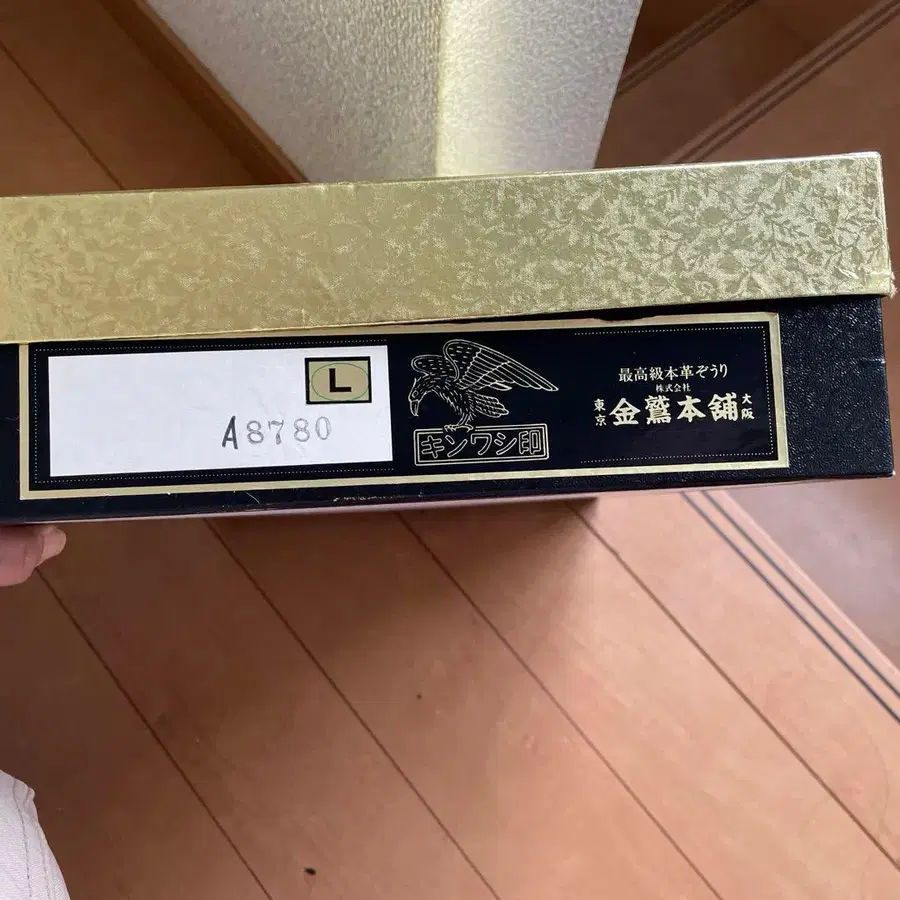 L
A8780
キンワシ印
最高級本革ぞうり
株式会社
東京 金鷲本舗 大阪